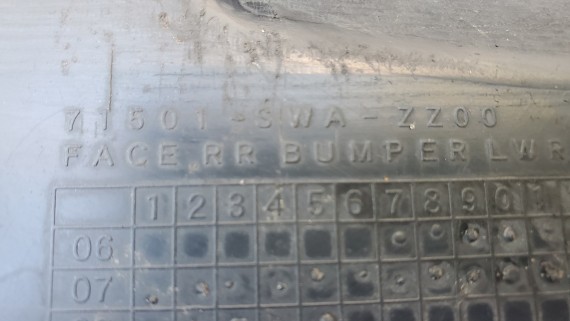 71501-SWA-ZZ00
FACE RR BUMPER LWR
1 2 3 4 5 6 7 8 9 0 1
06
07